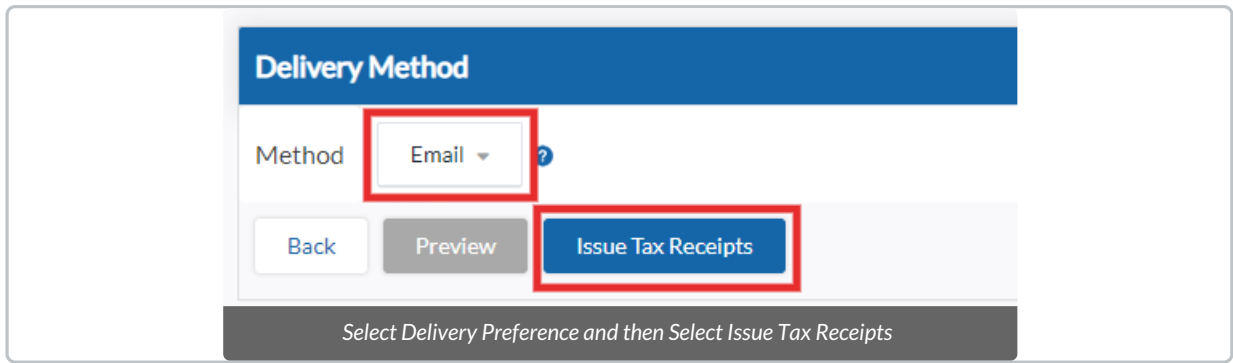 Delivery Method
Method Email ?
Back Preview Issue Tax Receipts
Select Delivery Preference and then Select Issue Tax Receipts